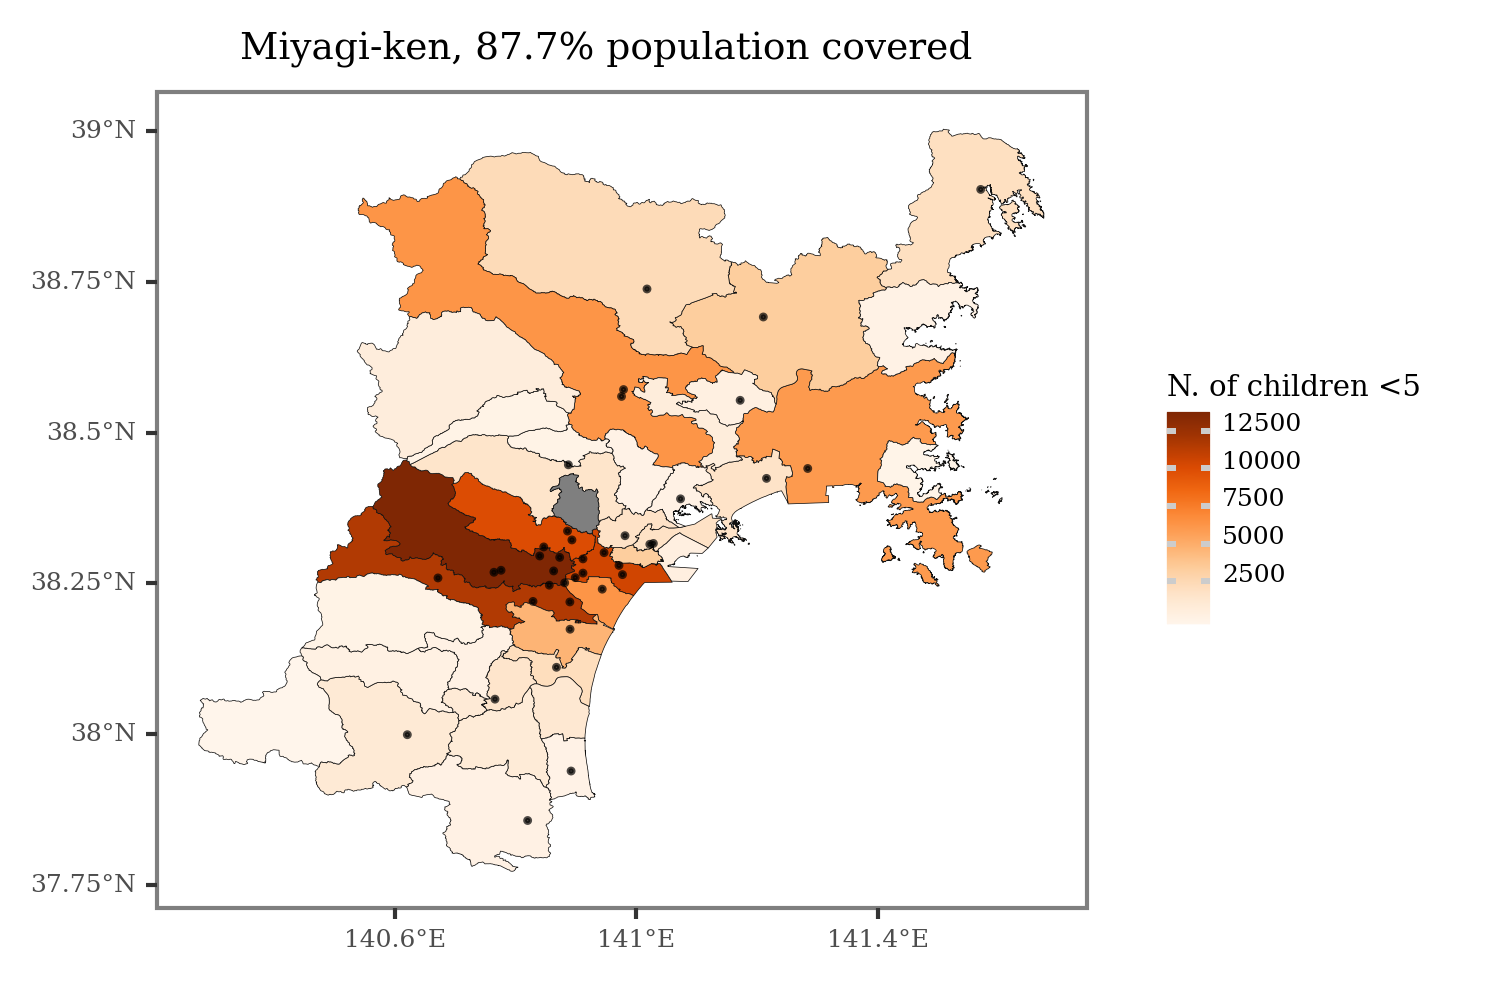 Miyagi-ken, 87.7% population covered
39°N
38.75°N
38.5°N
38.25°N
38°N
37.75°N
140.6°E
141°E
141.4°E
N. of children <5
12500
10000
7500
5000
2500